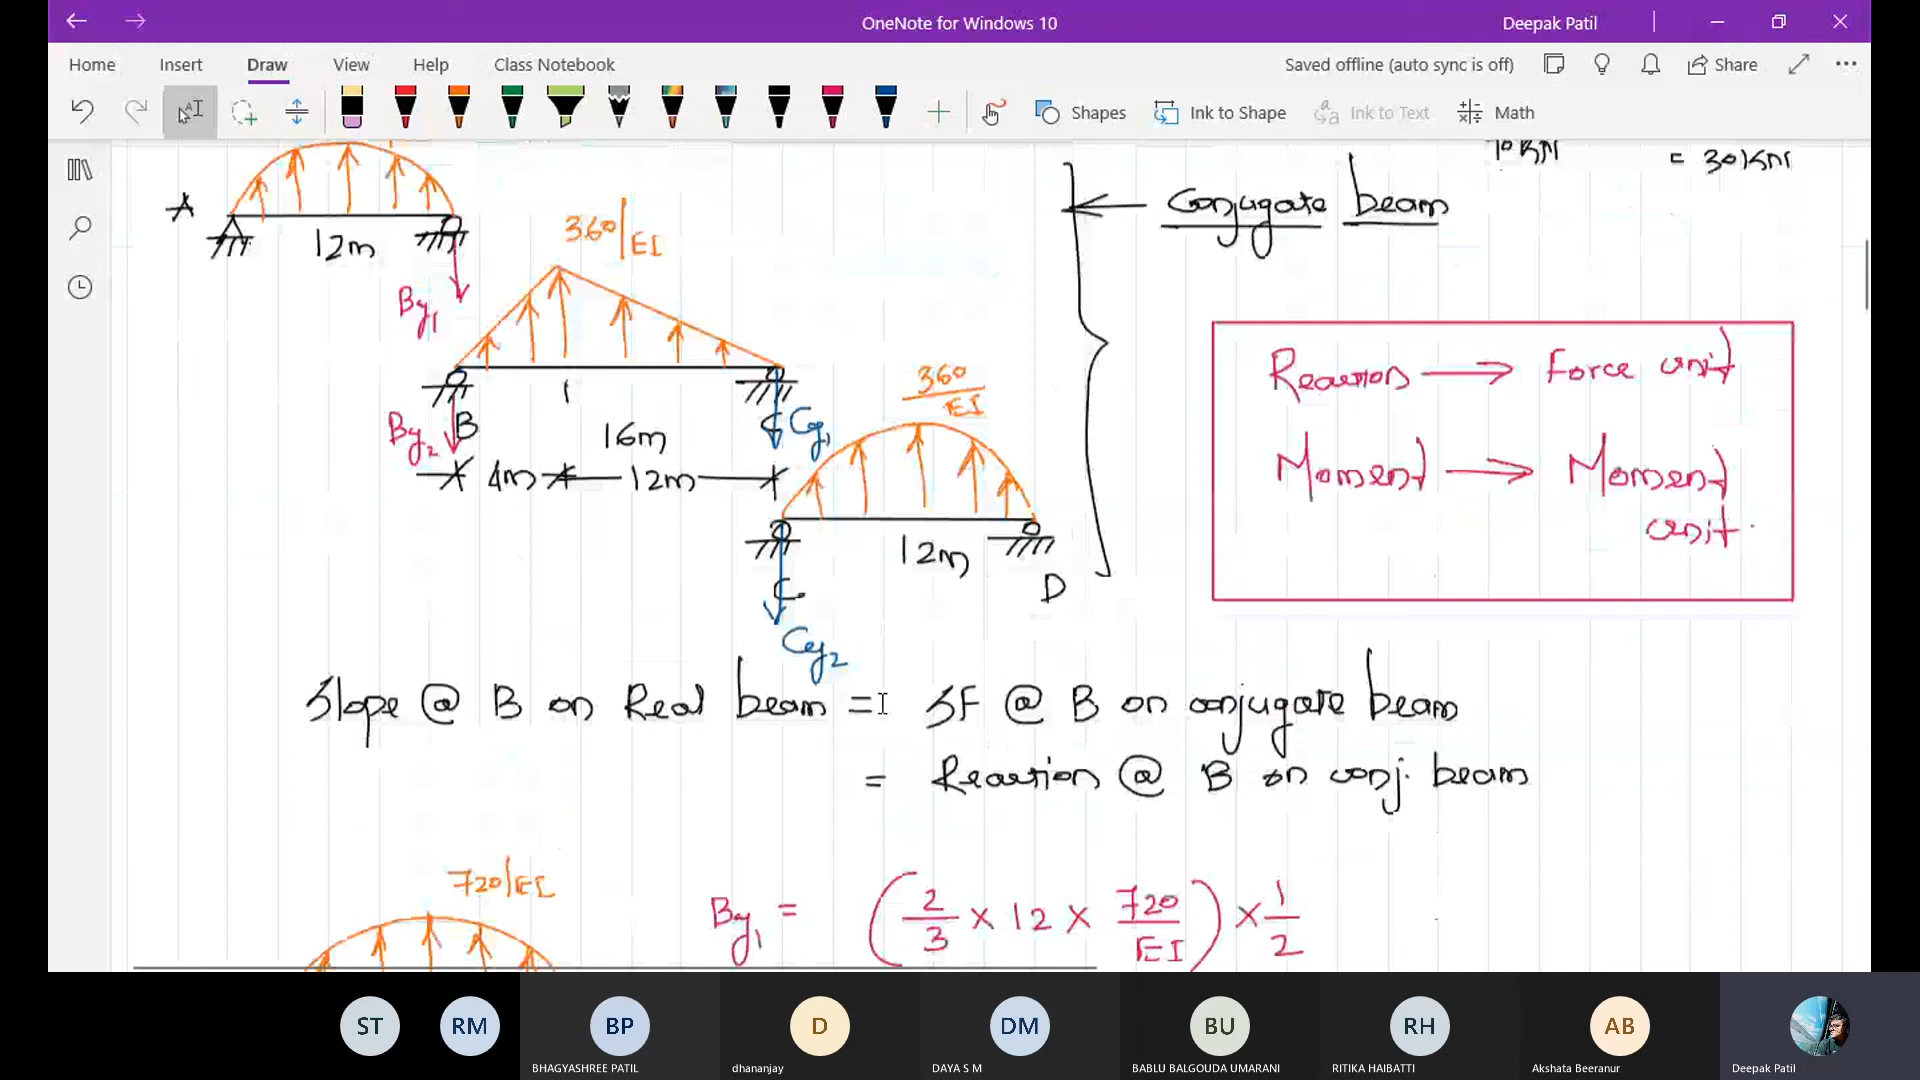 OneNote for Windows 10
Deepak Patil
Home Insert Draw View Help Class Notebook
Saved offline (auto sync is off)
Share
Shapes
Ink to Shape
Ink to Text
Math
10KN
= 30KN
A
12m
By1
360/EI
Conjugate beam
Reaction → Force unit
Moment → Moment unit.
B
By2
16m
C
Cy1
4m
12m
360/EI
12m
C
D
Cy2
Slope @ B on Real beam = SF @ B on conjugate beam
= Reaction @ B on conj. beam
720/EI
By1 = (2/3 × 12 × 720/EI) × 1/2
ST
RM
BP
D
DM
BU
RH
AB
BHAGYASHREE PATIL
dhananjay
DAYA S M
BABLU BALGOUDA UMARANI
RITIKA HAIBATTI
Akshata Beeranur
Deepak Patil